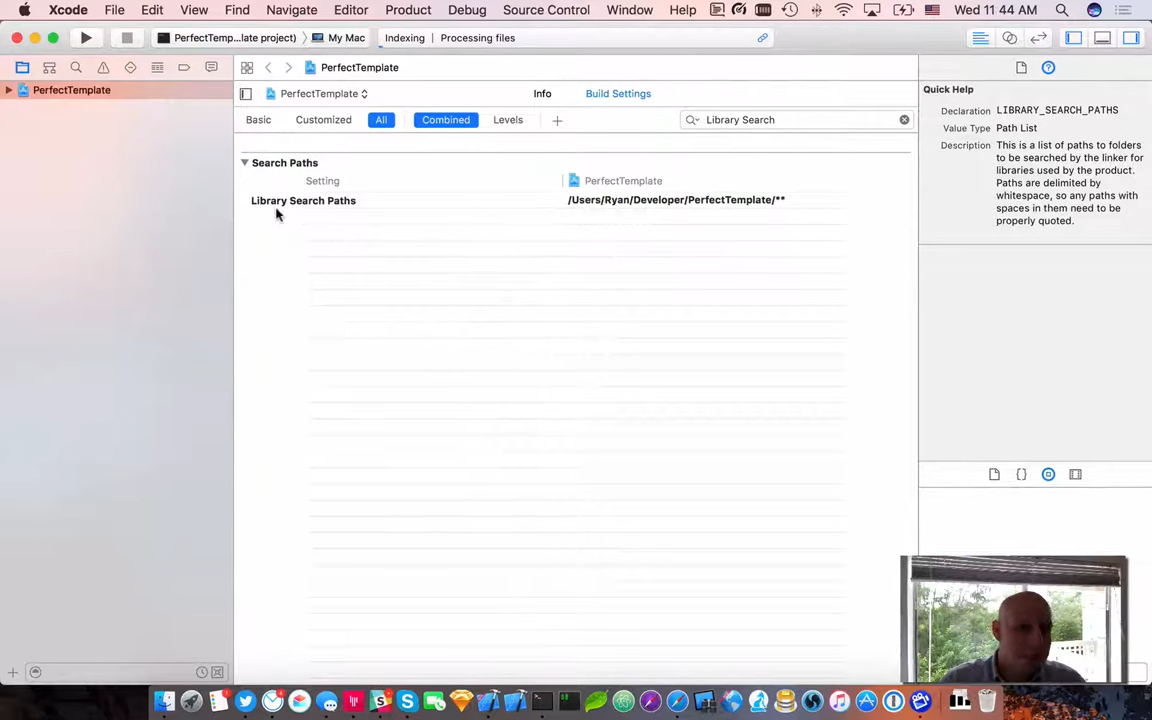 Xcode File Edit View Find Navigate Editor Product Debug Source Control Window Help Wed 11:44 AM
PerfectTemp...late project) My Mac Indexing | Processing files
PerfectTemplate
PerfectTemplate
PerfectTemplate Info Build Settings
Basic Customized All Combined Levels + Library Search
Search Paths
Setting PerfectTemplate
Library Search Paths /Users/Ryan/Developer/PerfectTemplate/**
Quick Help
Declaration LIBRARY_SEARCH_PATHS
Value Type Path List
Description This is a list of paths to folders
to be searched by the linker for
libraries used by the product.
Paths are delimited by
whitespace, so any paths with
spaces in them need to be
properly quoted.